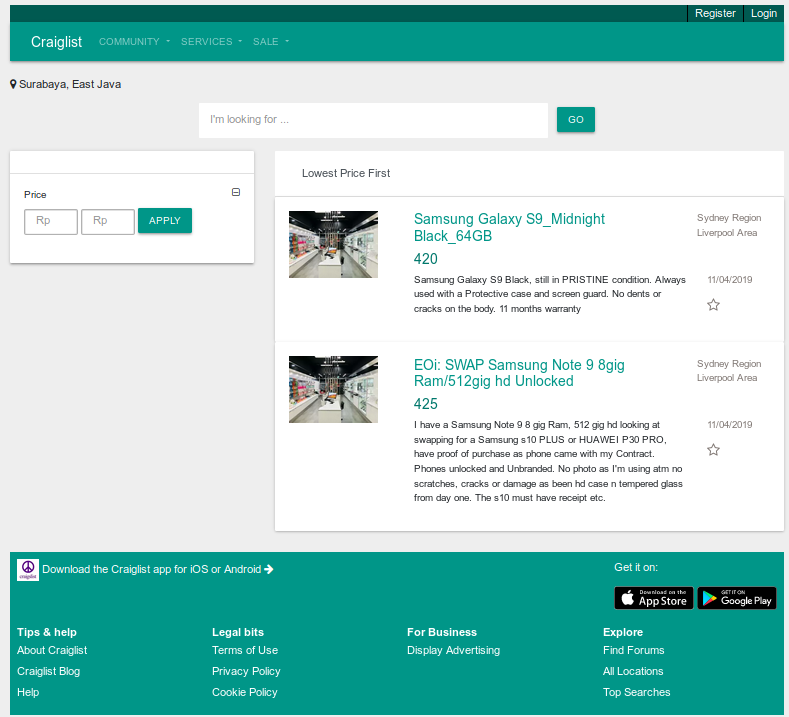 Register Login
Craiglist COMMUNITY SERVICES SALE
Surabaya, East Java
I'm looking for ... GO
Price
Rp Rp APPLY
Lowest Price First
Samsung Galaxy S9_Midnight
Black_64GB
420
Samsung Galaxy S9 Black, still in PRISTINE condition. Always
used with a Protective case and screen guard. No dents or
cracks on the body. 11 months warranty
Sydney Region
Liverpool Area
11/04/2019
EOi: SWAP Samsung Note 9 8gig
Ram/512gig hd Unlocked
425
I have a Samsung Note 9 8 gig Ram, 512 gig hd looking at
swapping for a Samsung s10 PLUS or HUAWEI P30 PRO,
have proof of purchase as phone came with my Contract.
Phones unlocked and Unbranded. No photo as I'm using atm no
scratches, cracks or damage as been hd case n tempered glass
from day one. The s10 must have receipt etc.
Sydney Region
Liverpool Area
11/04/2019
craigslist
Download the Craiglist app for iOS or Android
Get it on:
Download on the
App Store
GET IT ON
Google Play
Tips & help
About Craiglist
Craiglist Blog
Help
Legal bits
Terms of Use
Privacy Policy
Cookie Policy
For Business
Display Advertising
Explore
Find Forums
All Locations
Top Searches